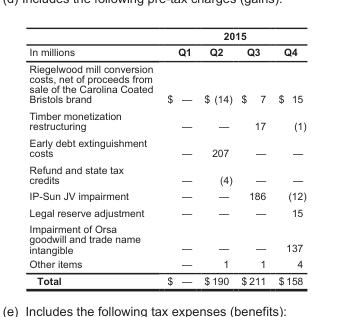 (d) Includes the following pre-tax charges (gains):
2015
In millions Q1 Q2 Q3 Q4
Riegelwood mill conversion
costs, net of proceeds from
sale of the Carolina Coated
Bristols brand $ — $ (14) $ 7 $ 15
Timber monetization
restructuring — — 17 (1)
Early debt extinguishment
costs — 207 — —
Refund and state tax
credits — (4) — —
IP-Sun JV impairment — — 186 (12)
Legal reserve adjustment — — — 15
Impairment of Orsa
goodwill and trade name
intangible — — — 137
Other items — 1 1 4
Total $ — $ 190 $ 211 $ 158
(e) Includes the following tax expenses (benefits):